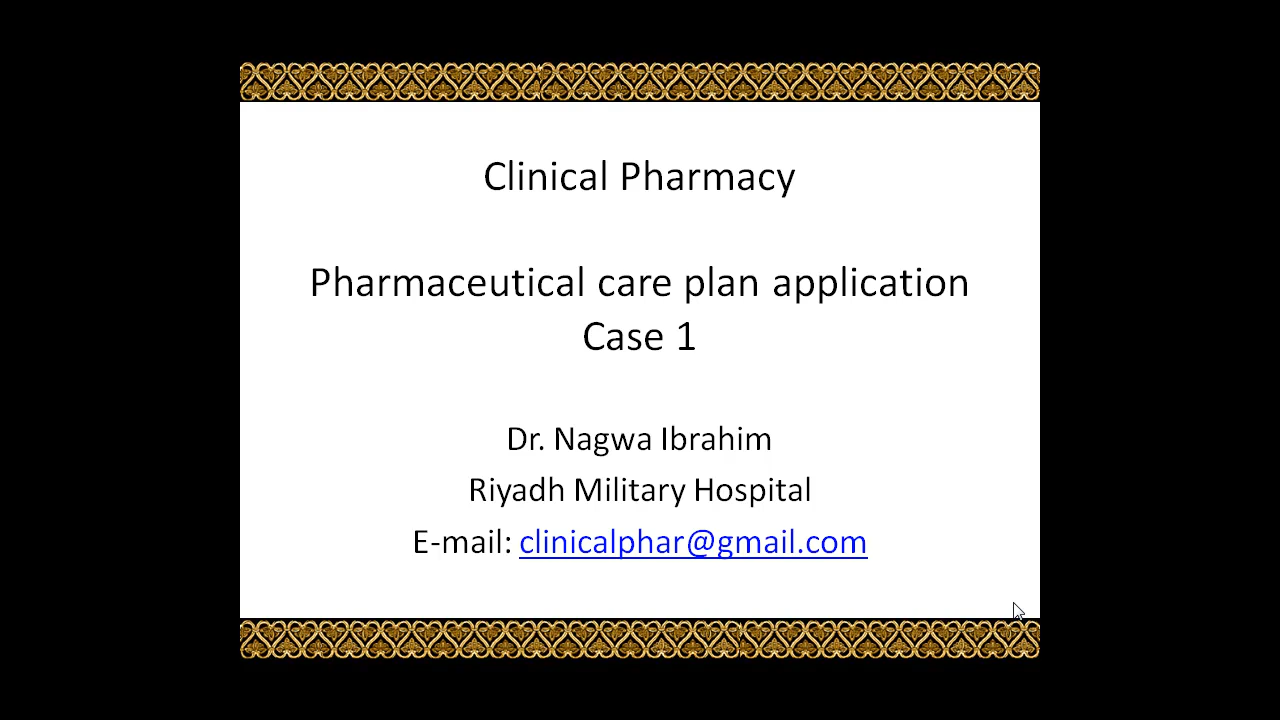 Clinical Pharmacy
Pharmaceutical care plan application
Case 1
Dr. Nagwa Ibrahim
Riyadh Military Hospital
E-mail: clinicalphar@gmail.com